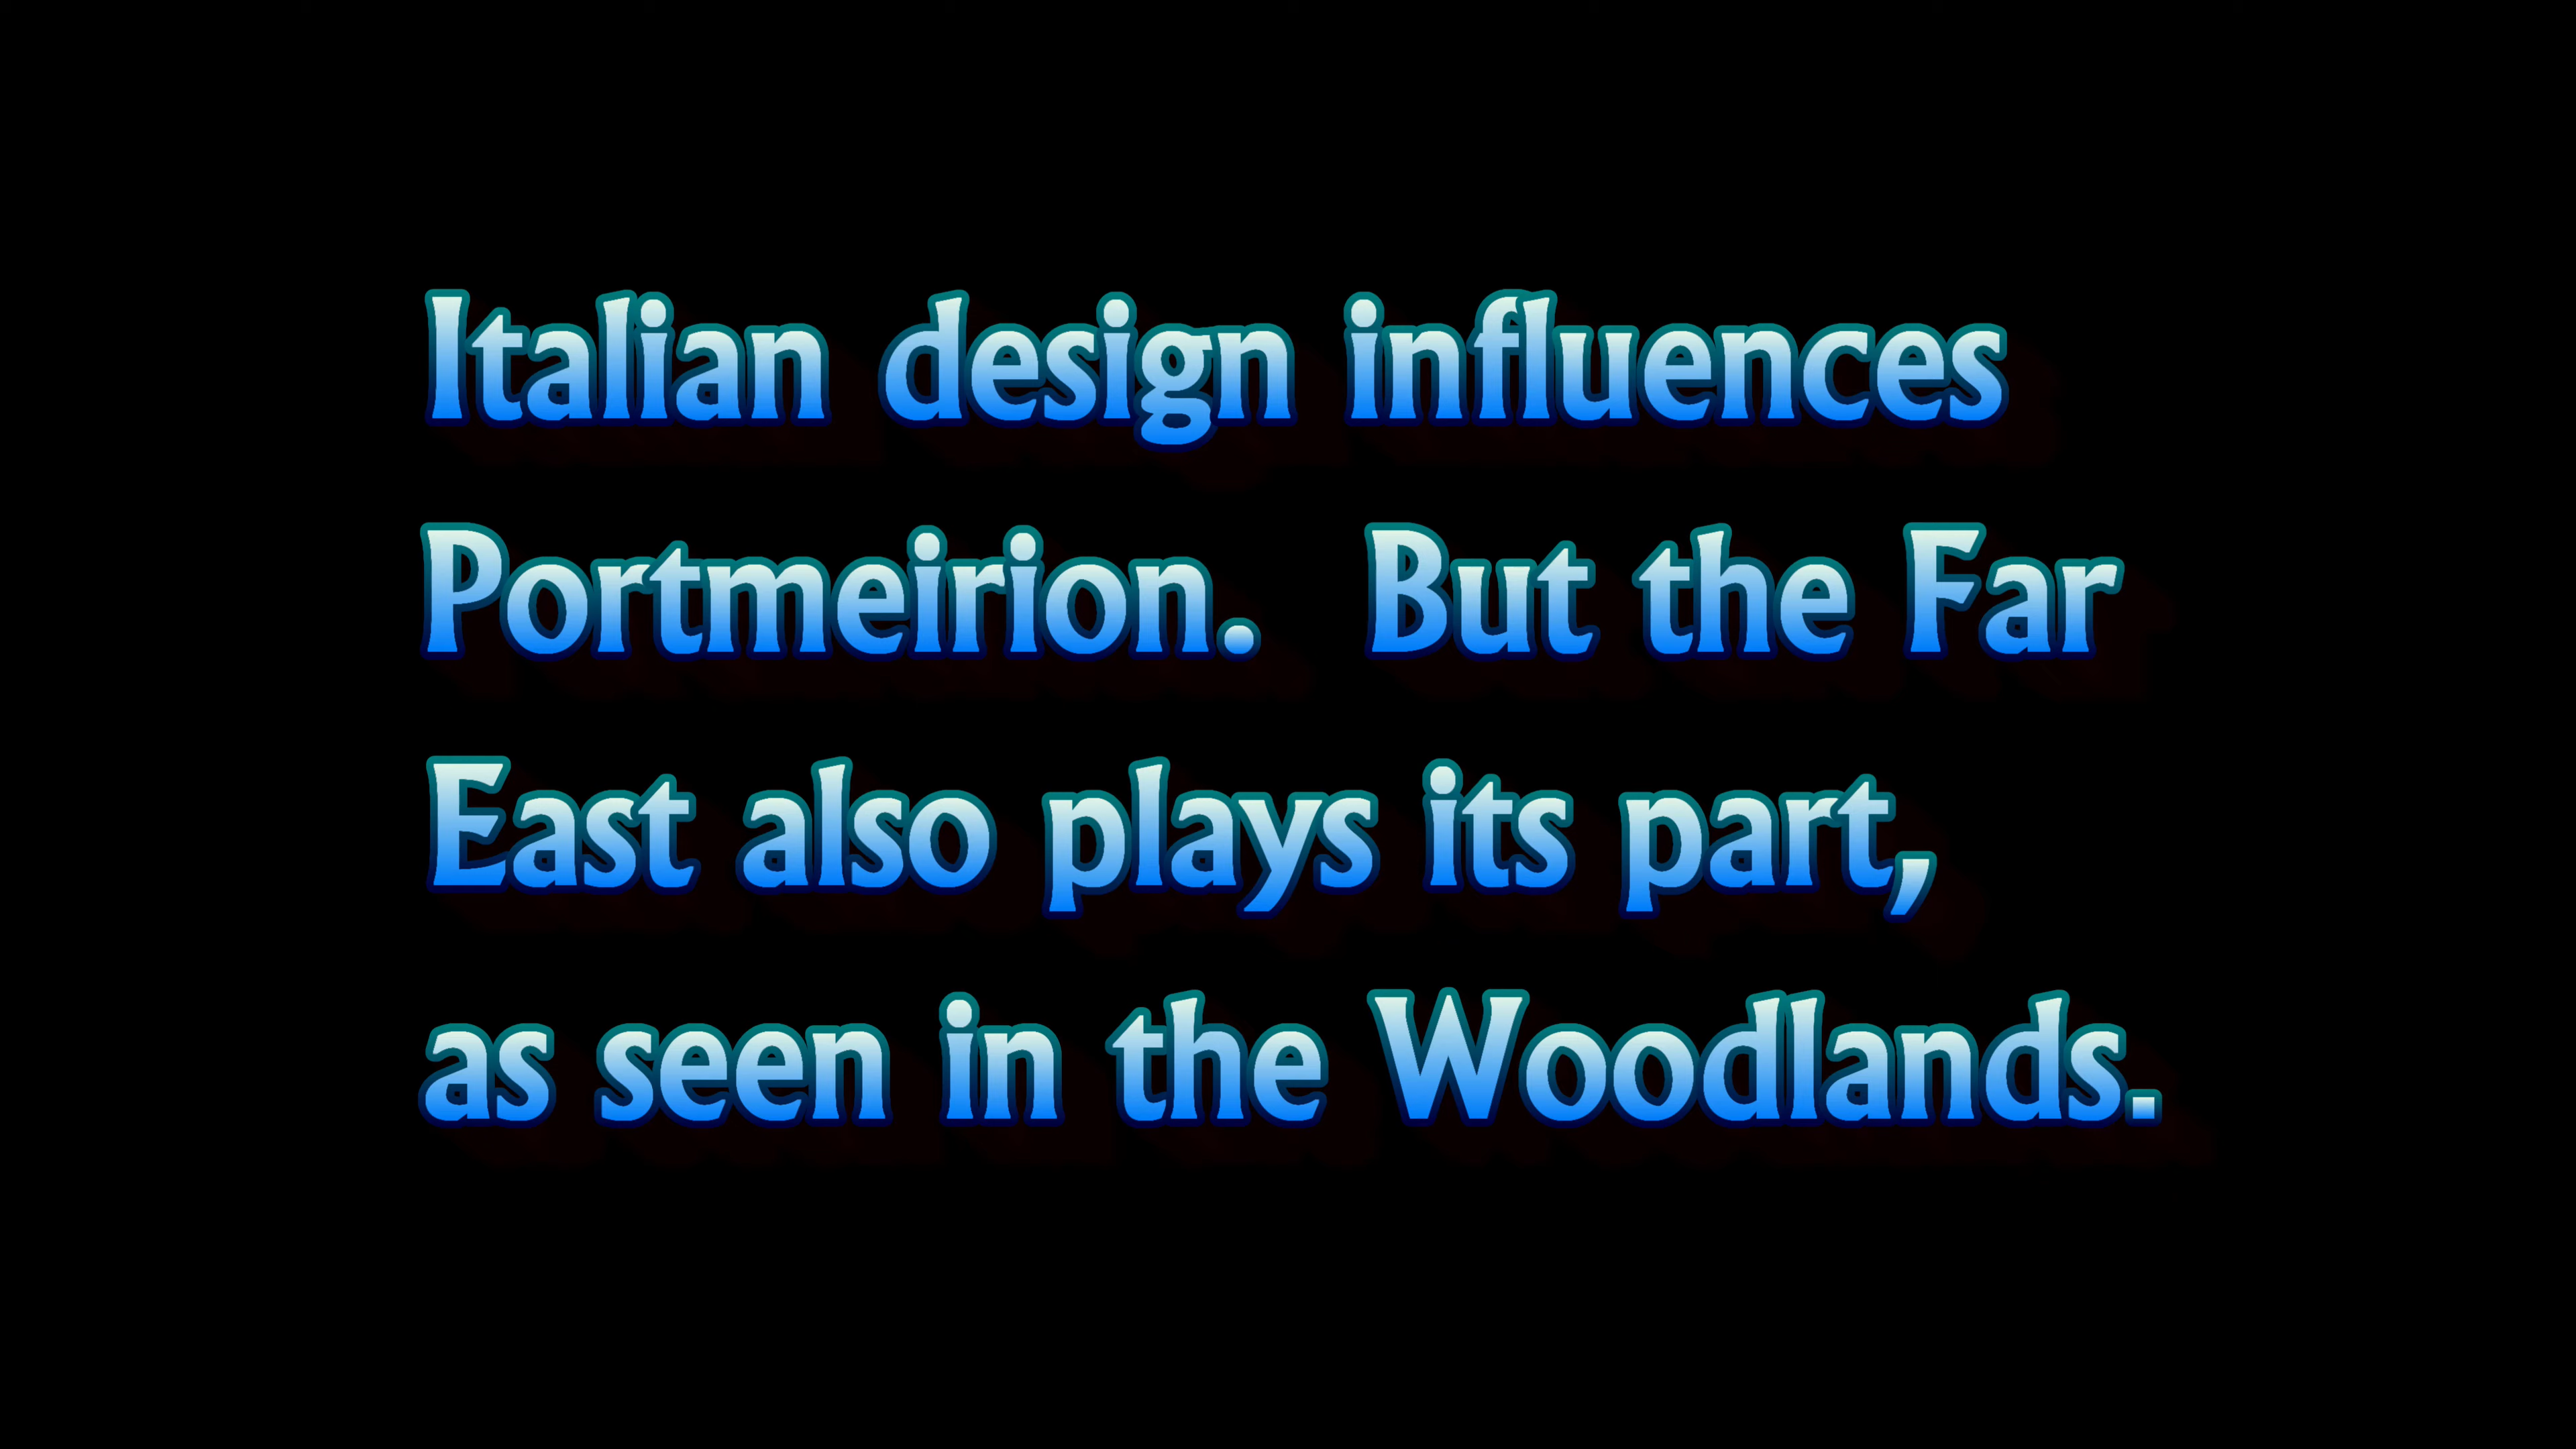 Italian design influences
Portmeirion.  But the Far
East also plays its part,
as seen in the Woodlands.